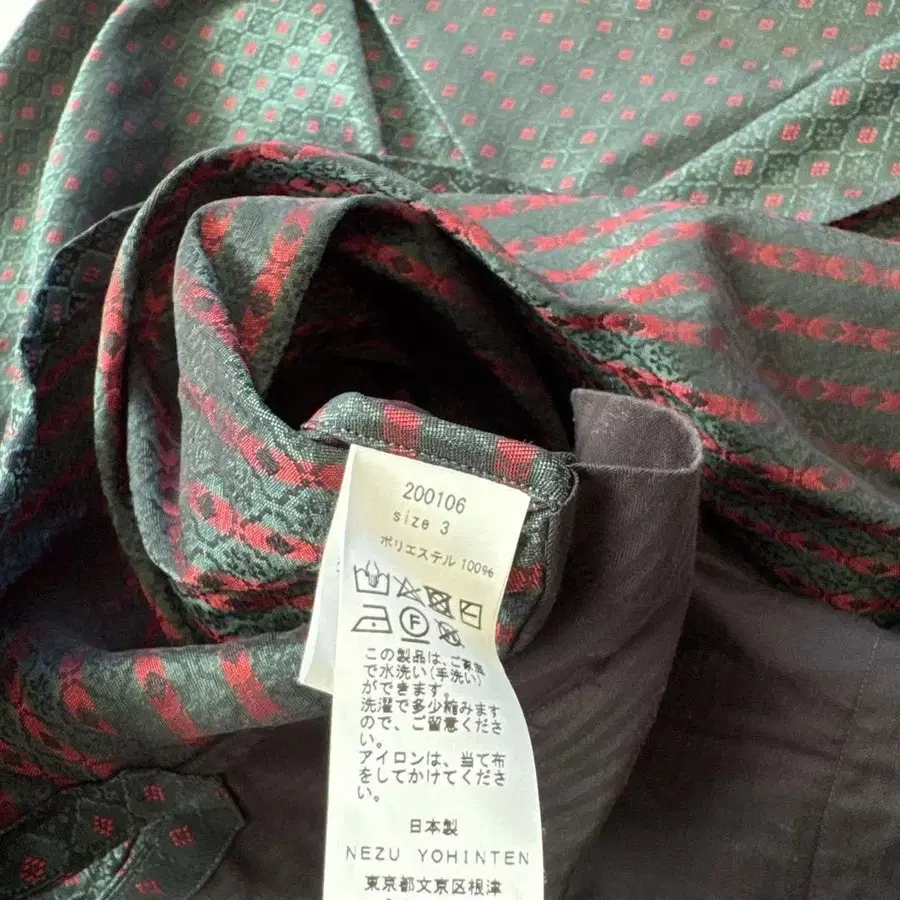 200106
size 3
ポリエステル 100%
F
この製品は、ご家庭
で水洗い(手洗い)
ができます。
洗濯で多少縮みます
ので、ご留意くださ
い。
アイロンは、当て布
をしてかけてくださ
い。
日本製
NEZU YOHINTEN
東京都文京区根津